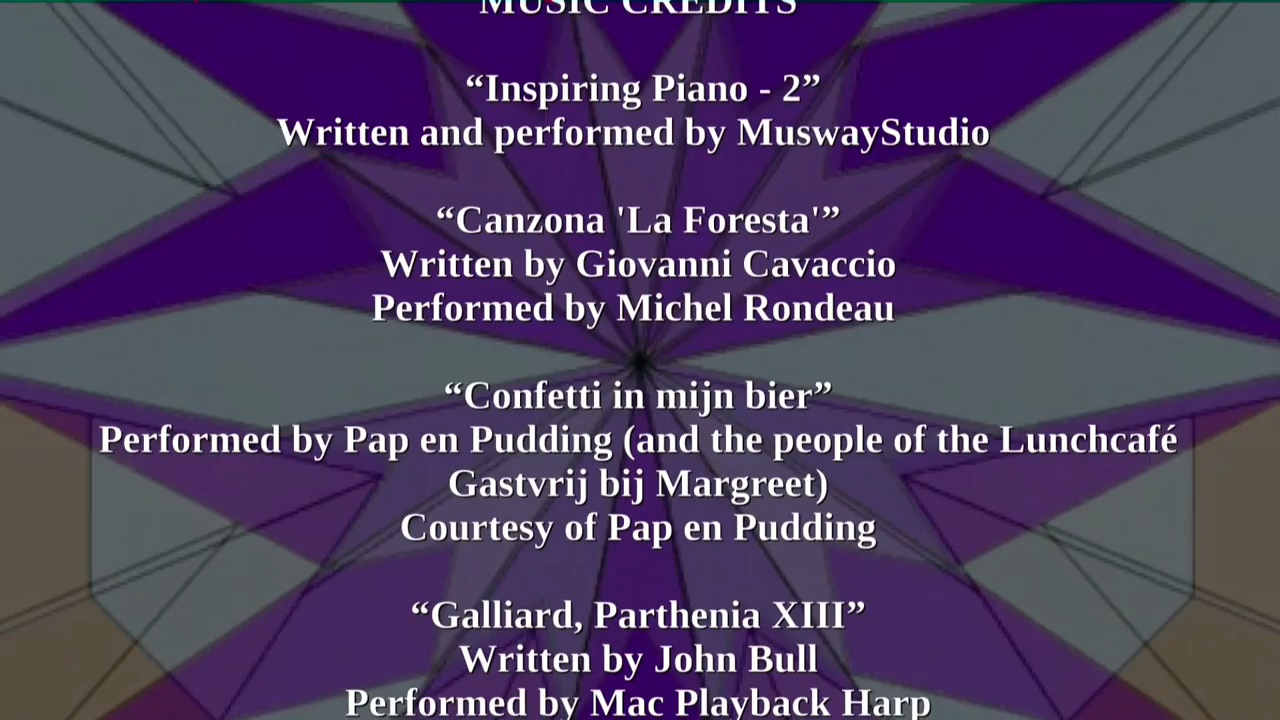 MUSIC CREDITS
“Inspiring Piano - 2”
Written and performed by MuswayStudio
“Canzona 'La Foresta'”
Written by Giovanni Cavaccio
Performed by Michel Rondeau
“Confetti in mijn bier”
Performed by Pap en Pudding (and the people of the Lunchcafé
Gastvrij bij Margreet)
Courtesy of Pap en Pudding
“Galliard, Parthenia XIII”
Written by John Bull
Performed by Mac Playback Harp